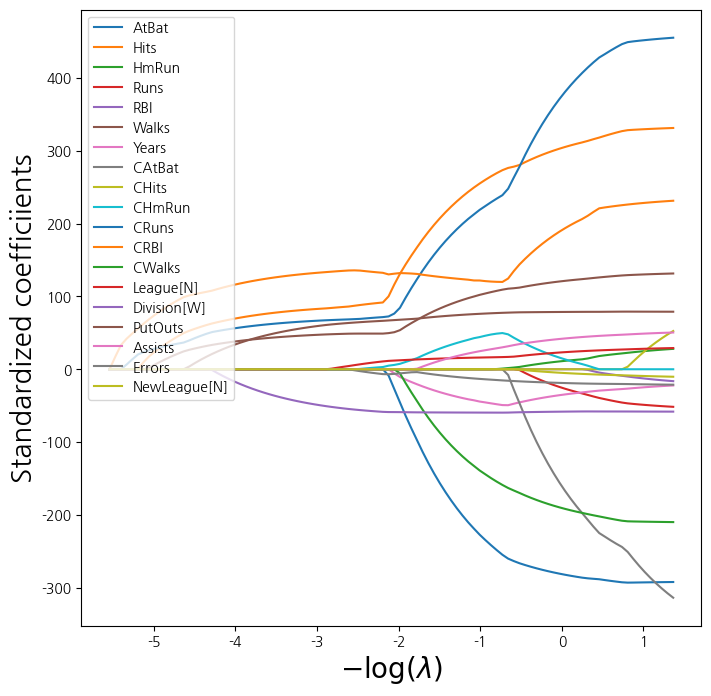 AtBat
Hits
HmRun
Runs
RBI
Walks
Years
CAtBat
CHits
CHmRun
CRuns
CRBI
CWalks
League[N]
Division[W]
PutOuts
Assists
Errors
NewLeague[N]
400
300
200
100
0
-100
-200
-300
Standardized coefficiients
-5 -4 -3 -2 -1 0 1
−log(λ)